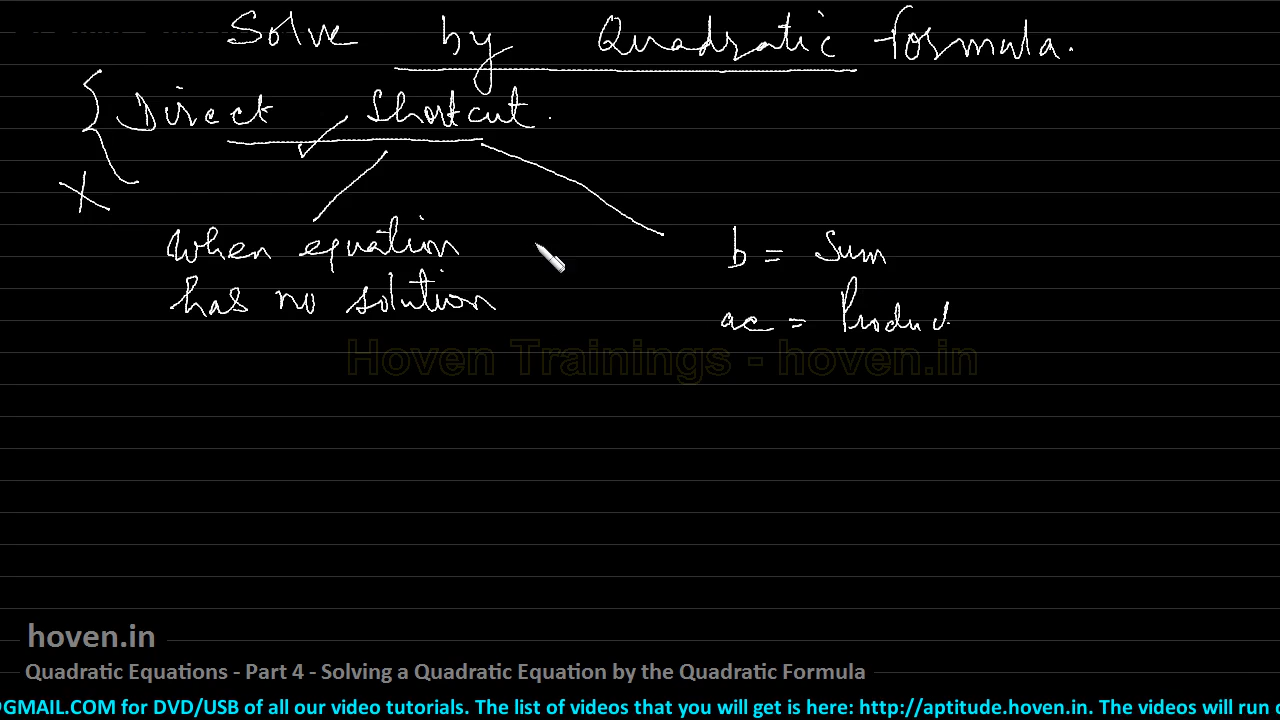 Solve by Quadratic formula.
Direct Shortcut.
When equation
has no solution
b = Sum
ac = Product
Hoven Trainings - hoven.in
hoven.in
Quadratic Equations - Part 4 - Solving a Quadratic Equation by the Quadratic Formula
@GMAIL.COM for DVD/USB of all our video tutorials. The list of videos that you will get is here: http://aptitude.hoven.in. The videos will run